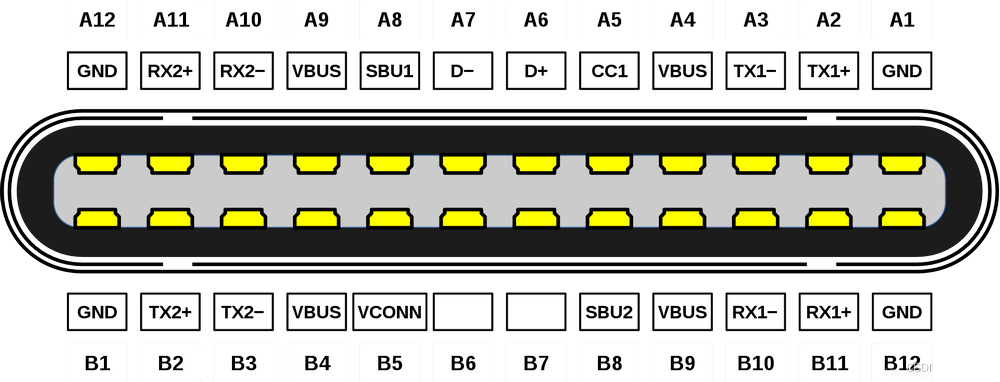 A12 A11 A10 A9 A8 A7 A6 A5 A4 A3 A2 A1
GND RX2+ RX2− VBUS SBU1 D− D+ CC1 VBUS TX1− TX1+ GND
GND TX2+ TX2− VBUS VCONN SBU2 VBUS RX1− RX1+ GND
B1 B2 B3 B4 B5 B6 B7 B8 B9 B10 B11 B12